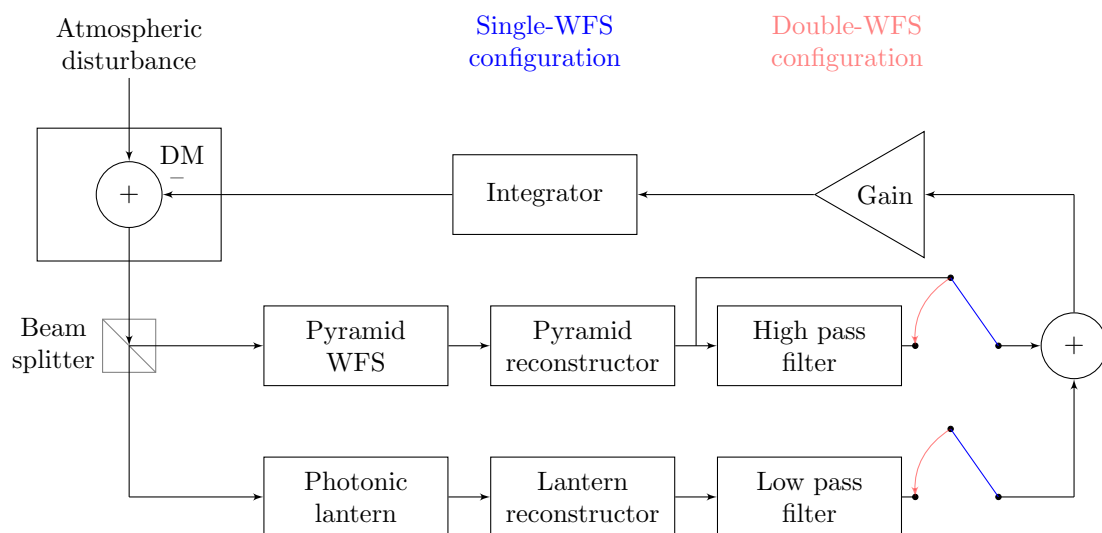 Atmospheric
disturbance
Single-WFS
configuration
Double-WFS
configuration
DM
−
+
Integrator
Gain
Beam
splitter
Pyramid
WFS
Pyramid
reconstructor
High pass
filter
+
Photonic
lantern
Lantern
reconstructor
Low pass
filter